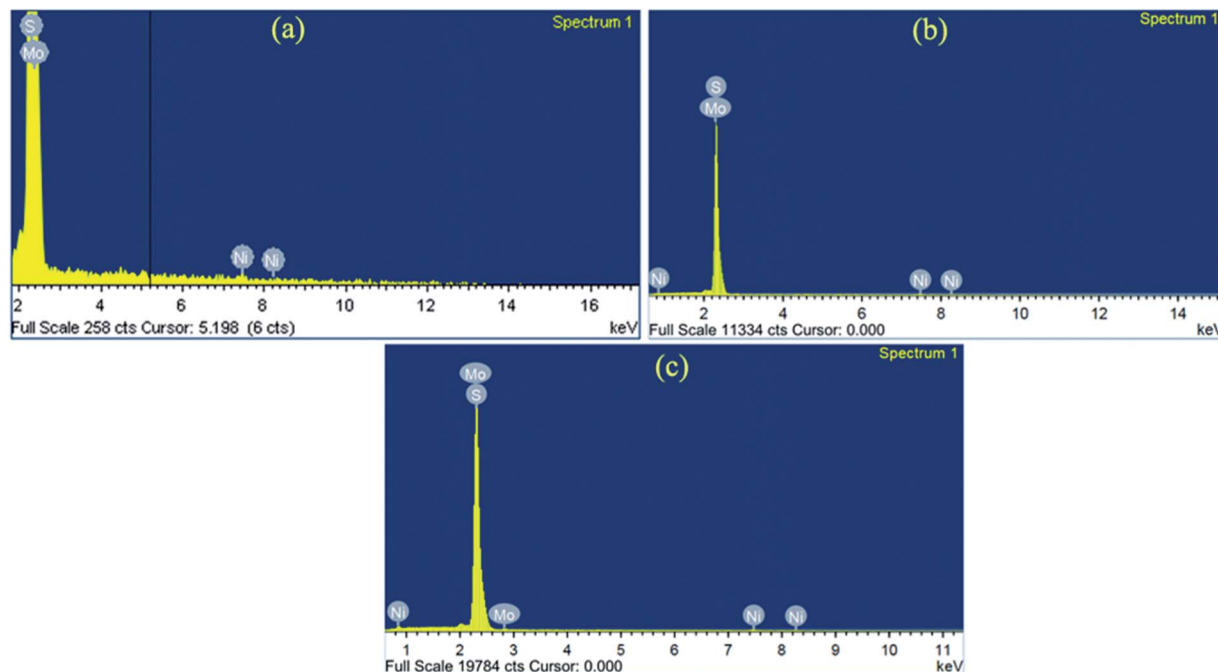 (a)
Spectrum 1
S
Mo
Ni
Ni
2 4 6 8 10 12 14 16
Full Scale 258 cts Cursor: 5.198 (6 cts)
keV
(b)
Spectrum 1
S
Mo
Ni
Ni
Ni
2 4 6 8 10 12 14
Full Scale 11334 cts Cursor: 0.000
keV
(c)
Spectrum 1
Mo
S
Ni
Mo
Ni
Ni
1 2 3 4 5 6 7 8 9 10 11
Full Scale 19784 cts Cursor: 0.000
keV